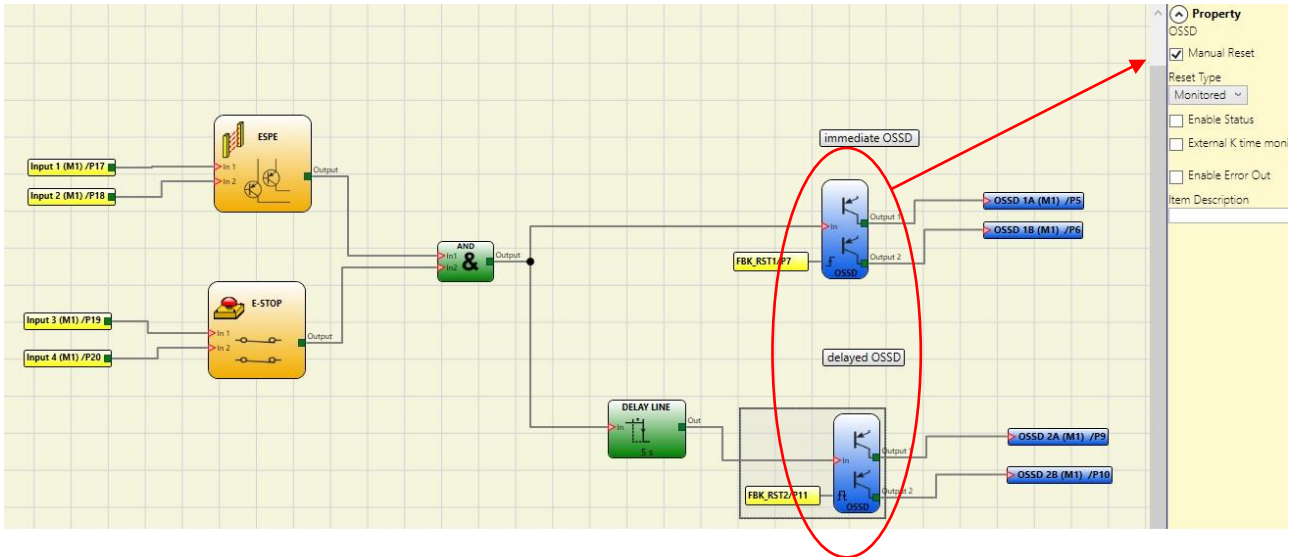 Property
OSSD
Manual Reset
Reset Type
Monitored
Enable Status
External K time moni
Enable Error Out
Item Description
ESPE
Input 1 (M1) /P17
In 1
Output
Input 2 (M1) /P18
In 2
immediate OSSD
OSSD 1A (M1) /P5
Output 1
In
OSSD 1B (M1) /P6
AND
&
In1
Output
In2
FBK_RST1/P7
Output 2
OSSD
E-STOP
Input 3 (M1) /P19
In 1
Output
In 2
Input 4 (M1) /P20
delayed OSSD
DELAY LINE
In
Out
5 s
OSSD 2A (M1) /P9
Output 1
In
OSSD 2B (M1) /P10
FBK_RST2/P11
Output 2
OSSD